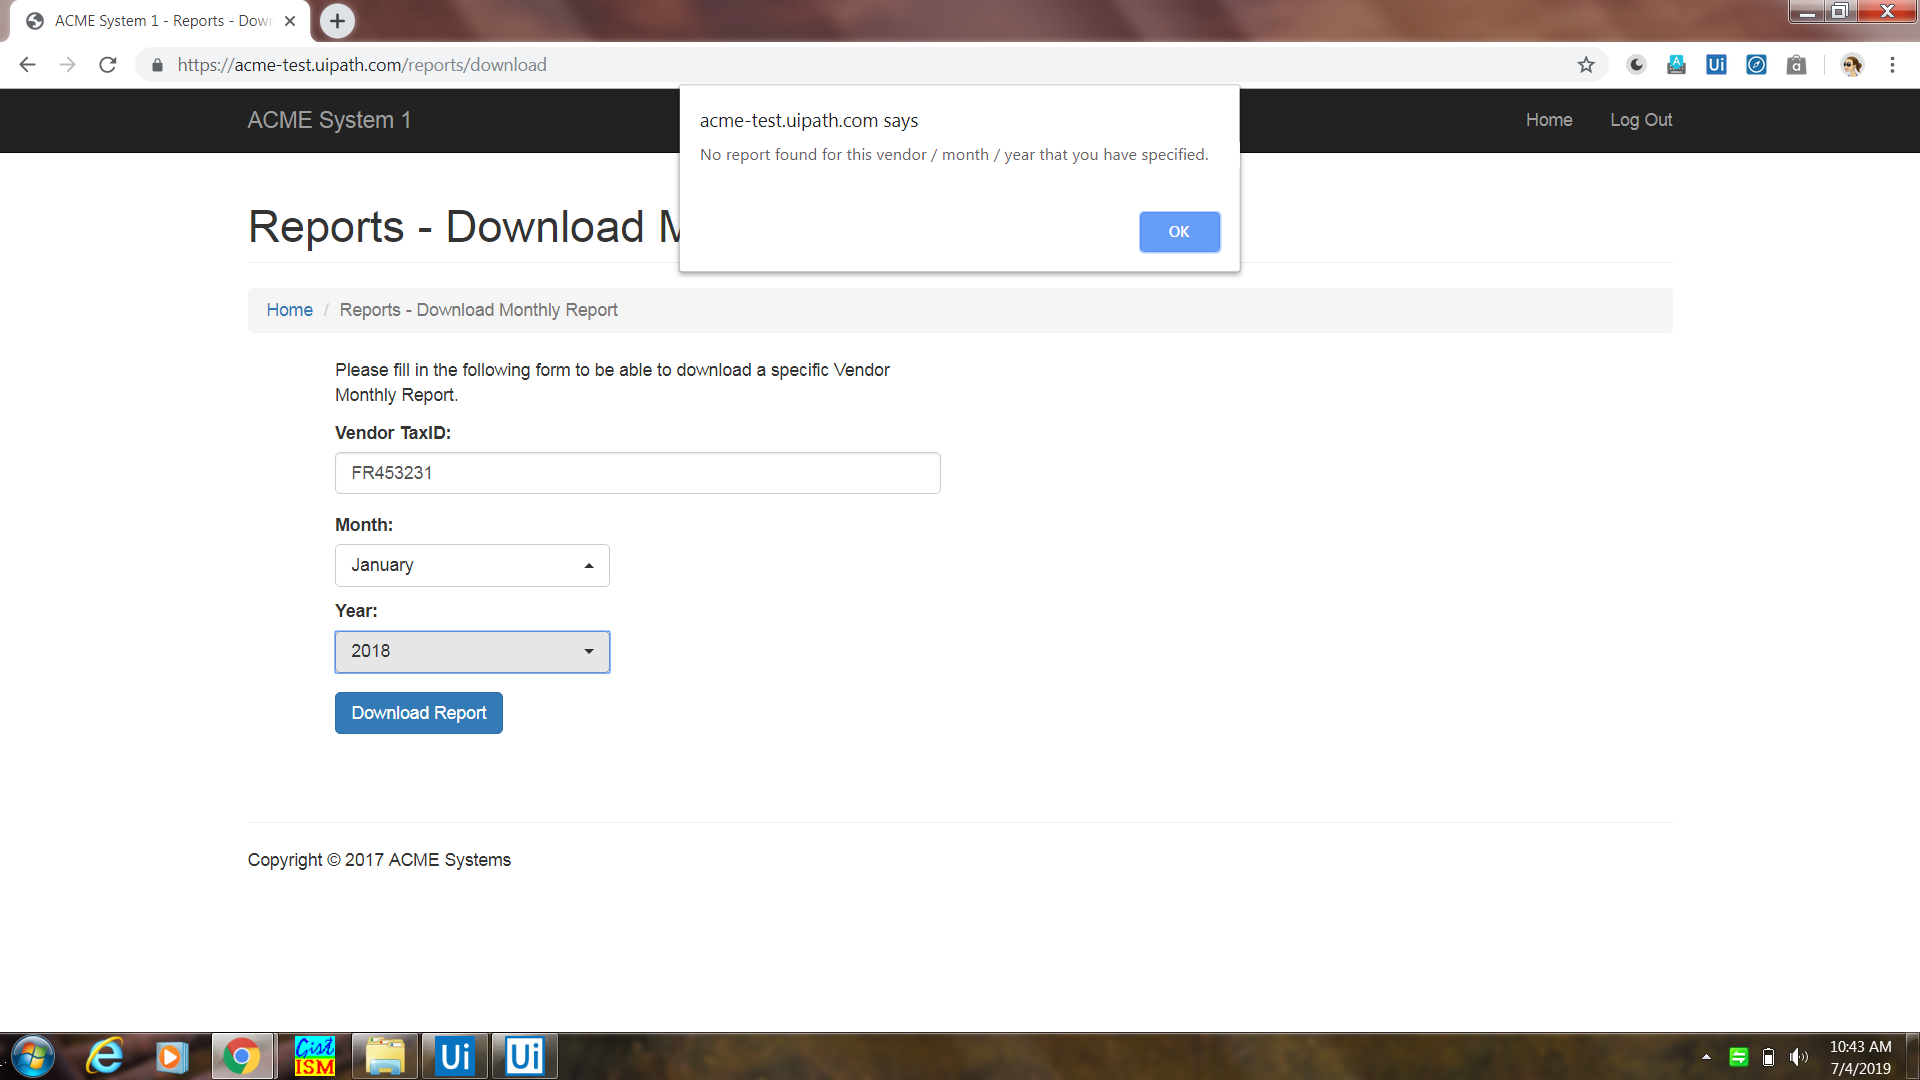 ACME System 1 - Reports - Dow
https://acme-test.uipath.com/reports/download
ACME System 1
Home
Log Out
acme-test.uipath.com says
No report found for this vendor / month / year that you have specified.
OK
Reports - Download M
Home / Reports - Download Monthly Report
Please fill in the following form to be able to download a specific Vendor
Monthly Report.
Vendor TaxID:
FR453231
Month:
January
Year:
2018
Download Report
Copyright © 2017 ACME Systems
Gist
ISM
Ui
Ui
10:43 AM
7/4/2019